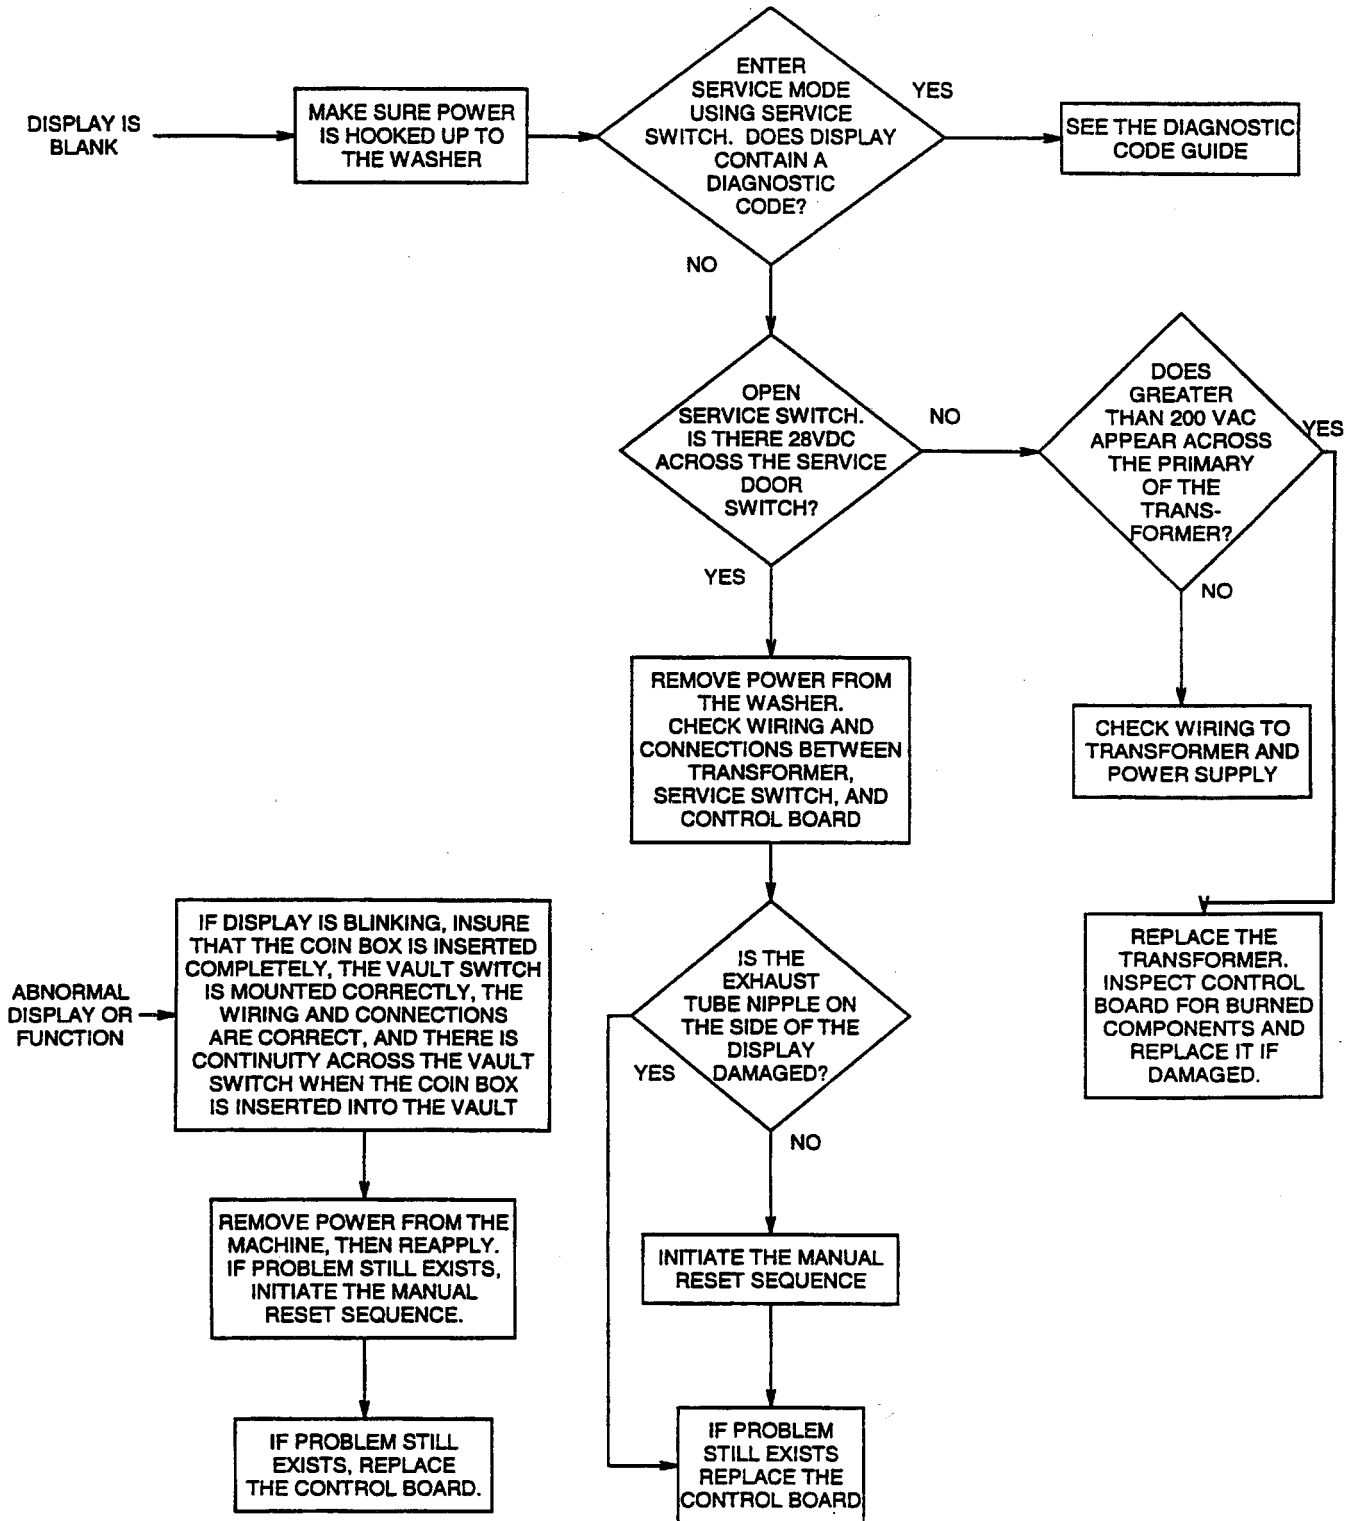 DISPLAY IS
BLANK
MAKE SURE POWER
IS HOOKED UP TO
THE WASHER
ENTER
SERVICE MODE
USING SERVICE
SWITCH. DOES DISPLAY
CONTAIN A
DIAGNOSTIC
CODE?
YES
SEE THE DIAGNOSTIC
CODE GUIDE
NO
OPEN
SERVICE SWITCH.
IS THERE 28VDC
ACROSS THE SERVICE
DOOR
SWITCH?
NO
DOES
GREATER
THAN 200 VAC
APPEAR ACROSS
THE PRIMARY
OF THE
TRANS-
FORMER?
YES
YES
NO
REMOVE POWER FROM
THE WASHER.
CHECK WIRING AND
CONNECTIONS BETWEEN
TRANSFORMER,
SERVICE SWITCH, AND
CONTROL BOARD
CHECK WIRING TO
TRANSFORMER AND
POWER SUPPLY
ABNORMAL
DISPLAY OR
FUNCTION
IF DISPLAY IS BLINKING, INSURE
THAT THE COIN BOX IS INSERTED
COMPLETELY, THE VAULT SWITCH
IS MOUNTED CORRECTLY, THE
WIRING AND CONNECTIONS
ARE CORRECT, AND THERE IS
CONTINUITY ACROSS THE VAULT
SWITCH WHEN THE COIN BOX
IS INSERTED INTO THE VAULT
IS THE
EXHAUST
TUBE NIPPLE ON
THE SIDE OF THE
DISPLAY
DAMAGED?
YES
NO
REPLACE THE
TRANSFORMER.
INSPECT CONTROL
BOARD FOR BURNED
COMPONENTS AND
REPLACE IT IF
DAMAGED.
REMOVE POWER FROM THE
MACHINE, THEN REAPPLY.
IF PROBLEM STILL EXISTS,
INITIATE THE MANUAL
RESET SEQUENCE.
INITIATE THE MANUAL
RESET SEQUENCE
IF PROBLEM STILL
EXISTS, REPLACE
THE CONTROL BOARD.
IF PROBLEM
STILL EXISTS
REPLACE THE
CONTROL BOARD